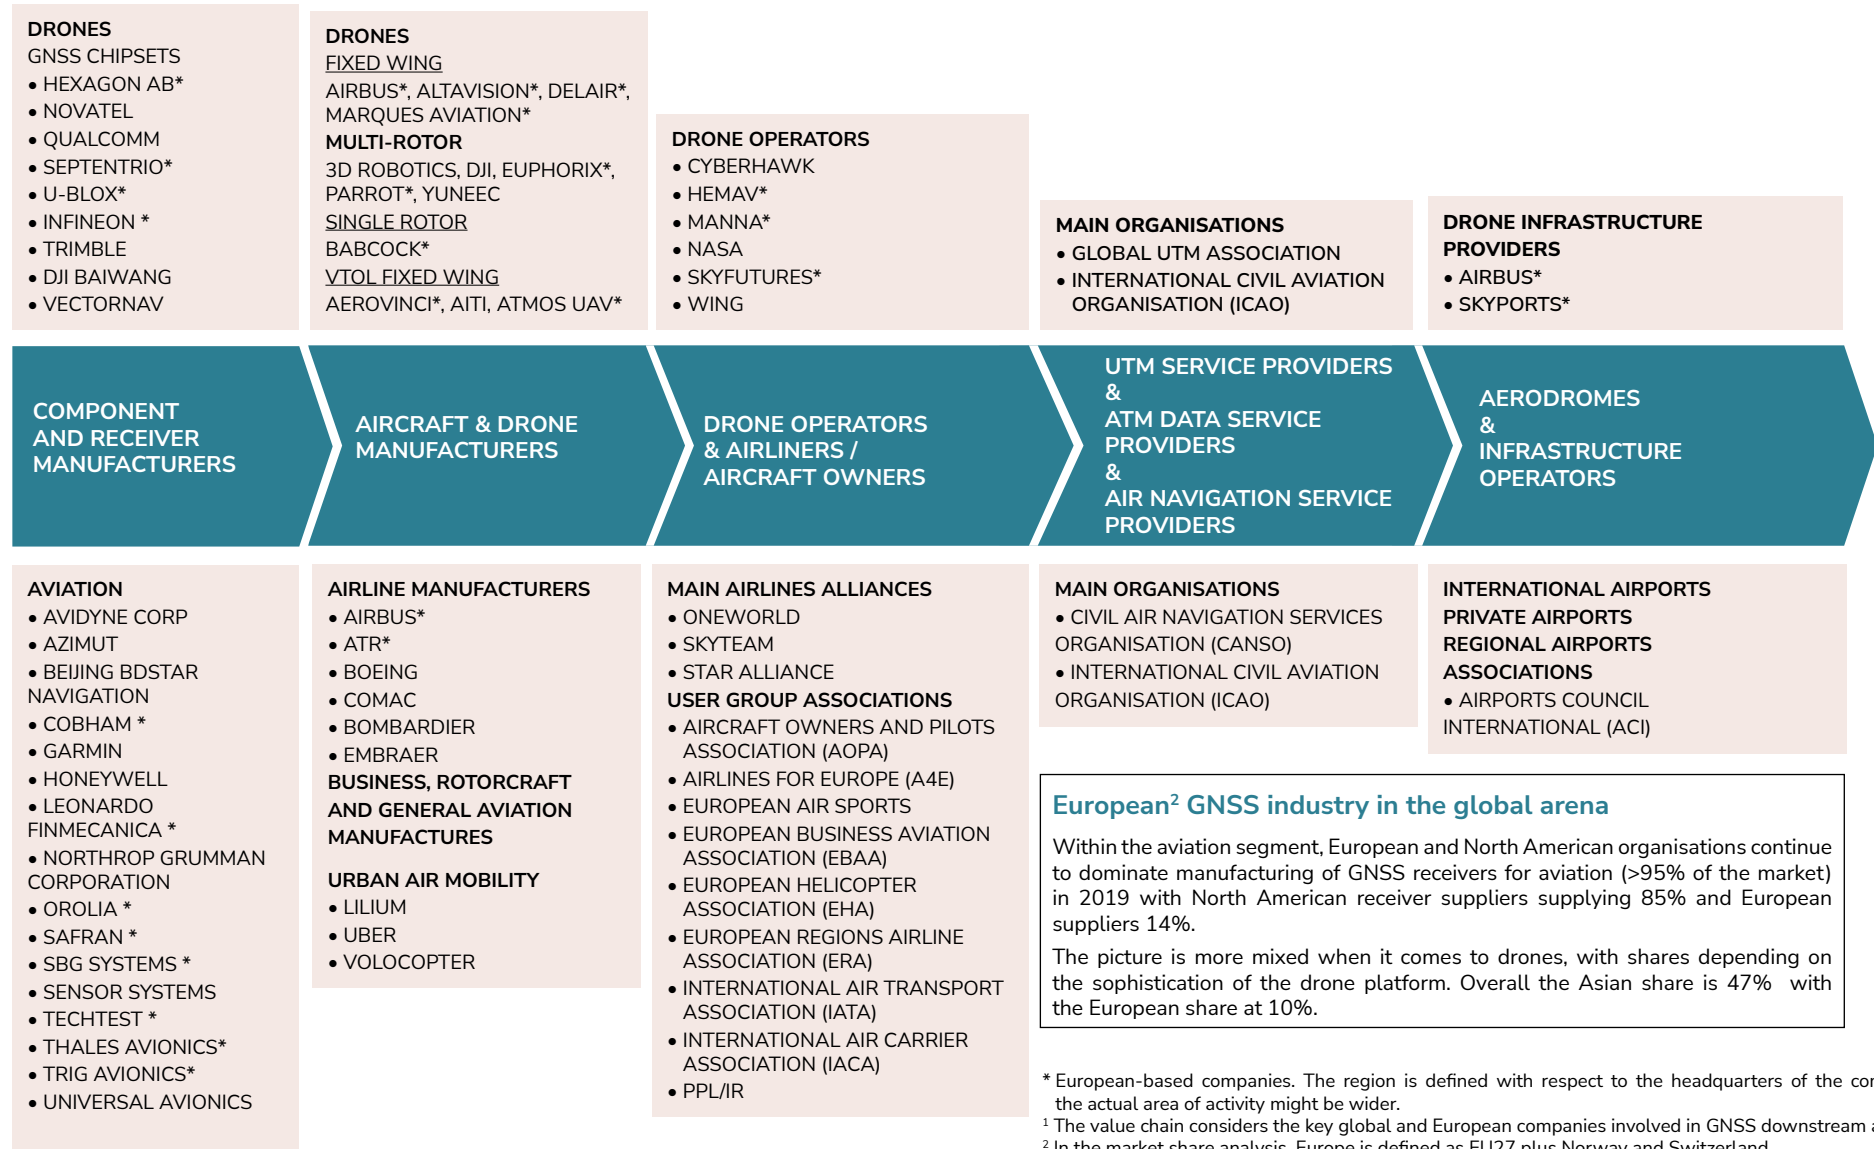 DRONES
GNSS CHIPSETS
• HEXAGON AB*
• NOVATEL
• QUALCOMM
• SEPTENTRIO*
• U-BLOX*
• INFINEON *
• TRIMBLE
• DJI BAIWANG
• VECTORNAV
DRONES
FIXED WING
AIRBUS*, ALTAVISION*, DELAIR*,
MARQUES AVIATION*
MULTI-ROTOR
3D ROBOTICS, DJI, EUPHORIX*,
PARROT*, YUNEEC
SINGLE ROTOR
BABCOCK*
VTOL FIXED WING
AEROVINCI*, AITI, ATMOS UAV*
DRONE OPERATORS
• CYBERHAWK
• HEMAV*
• MANNA*
• NASA
• SKYFUTURES*
• WING
MAIN ORGANISATIONS
• GLOBAL UTM ASSOCIATION
• INTERNATIONAL CIVIL AVIATION
ORGANISATION (ICAO)
DRONE INFRASTRUCTURE
PROVIDERS
• AIRBUS*
• SKYPORTS*
COMPONENT
AND RECEIVER
MANUFACTURERS
AIRCRAFT & DRONE
MANUFACTURERS
DRONE OPERATORS
& AIRLINERS /
AIRCRAFT OWNERS
UTM SERVICE PROVIDERS
&
ATM DATA SERVICE
PROVIDERS
&
AIR NAVIGATION SERVICE
PROVIDERS
AERODROMES
&
INFRASTRUCTURE
OPERATORS
AVIATION
• AVIDYNE CORP
• AZIMUT
• BEIJING BDSTAR
NAVIGATION
• COBHAM *
• GARMIN
• HONEYWELL
• LEONARDO
FINMECANICA *
• NORTHROP GRUMMAN
CORPORATION
• OROLIA *
• SAFRAN *
• SBG SYSTEMS *
• SENSOR SYSTEMS
• TECHTEST *
• THALES AVIONICS*
• TRIG AVIONICS*
• UNIVERSAL AVIONICS
AIRLINE MANUFACTURERS
• AIRBUS*
• ATR*
• BOEING
• COMAC
• BOMBARDIER
• EMBRAER
BUSINESS, ROTORCRAFT
AND GENERAL AVIATION
MANUFACTURES
URBAN AIR MOBILITY
• LILIUM
• UBER
• VOLOCOPTER
MAIN AIRLINES ALLIANCES
• ONEWORLD
• SKYTEAM
• STAR ALLIANCE
USER GROUP ASSOCIATIONS
• AIRCRAFT OWNERS AND PILOTS
ASSOCIATION (AOPA)
• AIRLINES FOR EUROPE (A4E)
• EUROPEAN AIR SPORTS
• EUROPEAN BUSINESS AVIATION
ASSOCIATION (EBAA)
• EUROPEAN HELICOPTER
ASSOCIATION (EHA)
• EUROPEAN REGIONS AIRLINE
ASSOCIATION (ERA)
• INTERNATIONAL AIR TRANSPORT
ASSOCIATION (IATA)
• INTERNATIONAL AIR CARRIER
ASSOCIATION (IACA)
• PPL/IR
MAIN ORGANISATIONS
• CIVIL AIR NAVIGATION SERVICES
ORGANISATION (CANSO)
• INTERNATIONAL CIVIL AVIATION
ORGANISATION (ICAO)
INTERNATIONAL AIRPORTS
PRIVATE AIRPORTS
REGIONAL AIRPORTS
ASSOCIATIONS
• AIRPORTS COUNCIL
INTERNATIONAL (ACI)
European² GNSS industry in the global arena
Within the aviation segment, European and North American organisations continue
to dominate manufacturing of GNSS receivers for aviation (>95% of the market)
in 2019 with North American receiver suppliers supplying 85% and European
suppliers 14%.
The picture is more mixed when it comes to drones, with shares depending on
the sophistication of the drone platform. Overall the Asian share is 47% with
the European share at 10%.
* European-based companies. The region is defined with respect to the headquarters of the
the actual area of activity might be wider.
¹ The value chain considers the key global and European companies involved in GNSS downstream
² In the market share analysis, Europe is defined as EU27 plus Norway and Switzerland.